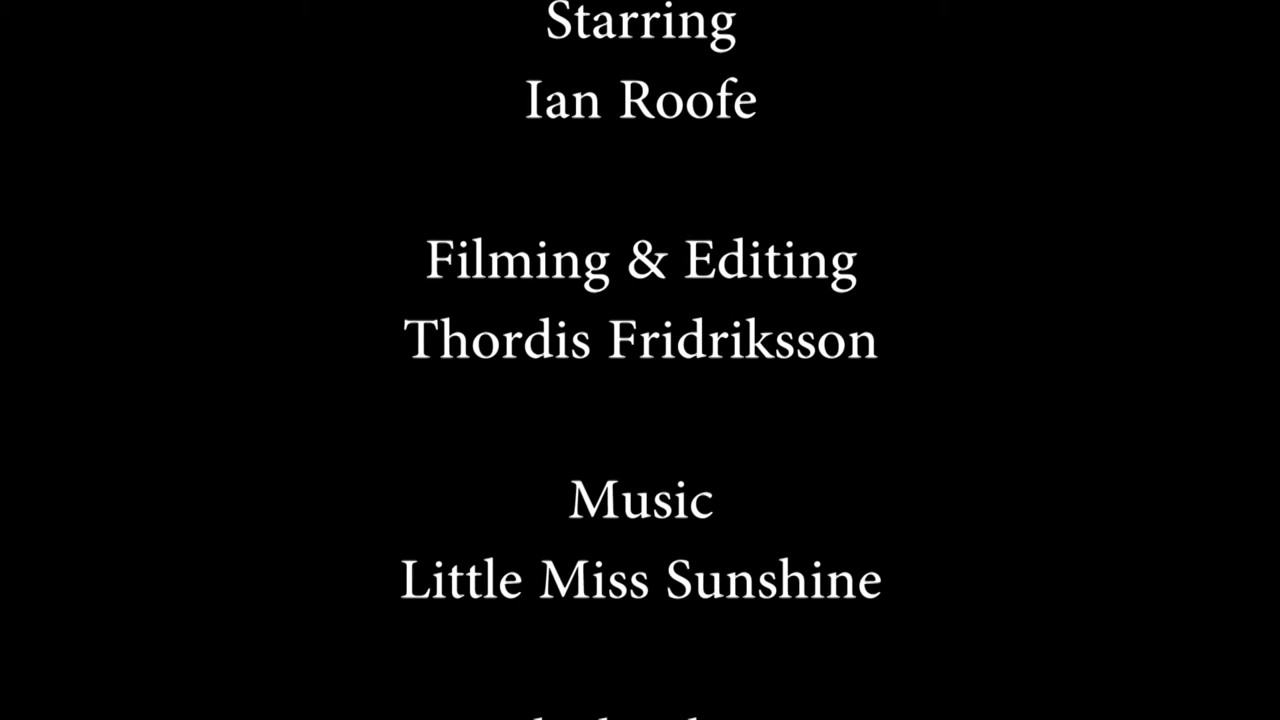 Starring
Ian Roofe
Filming & Editing
Thordis Fridriksson
Music
Little Miss Sunshine